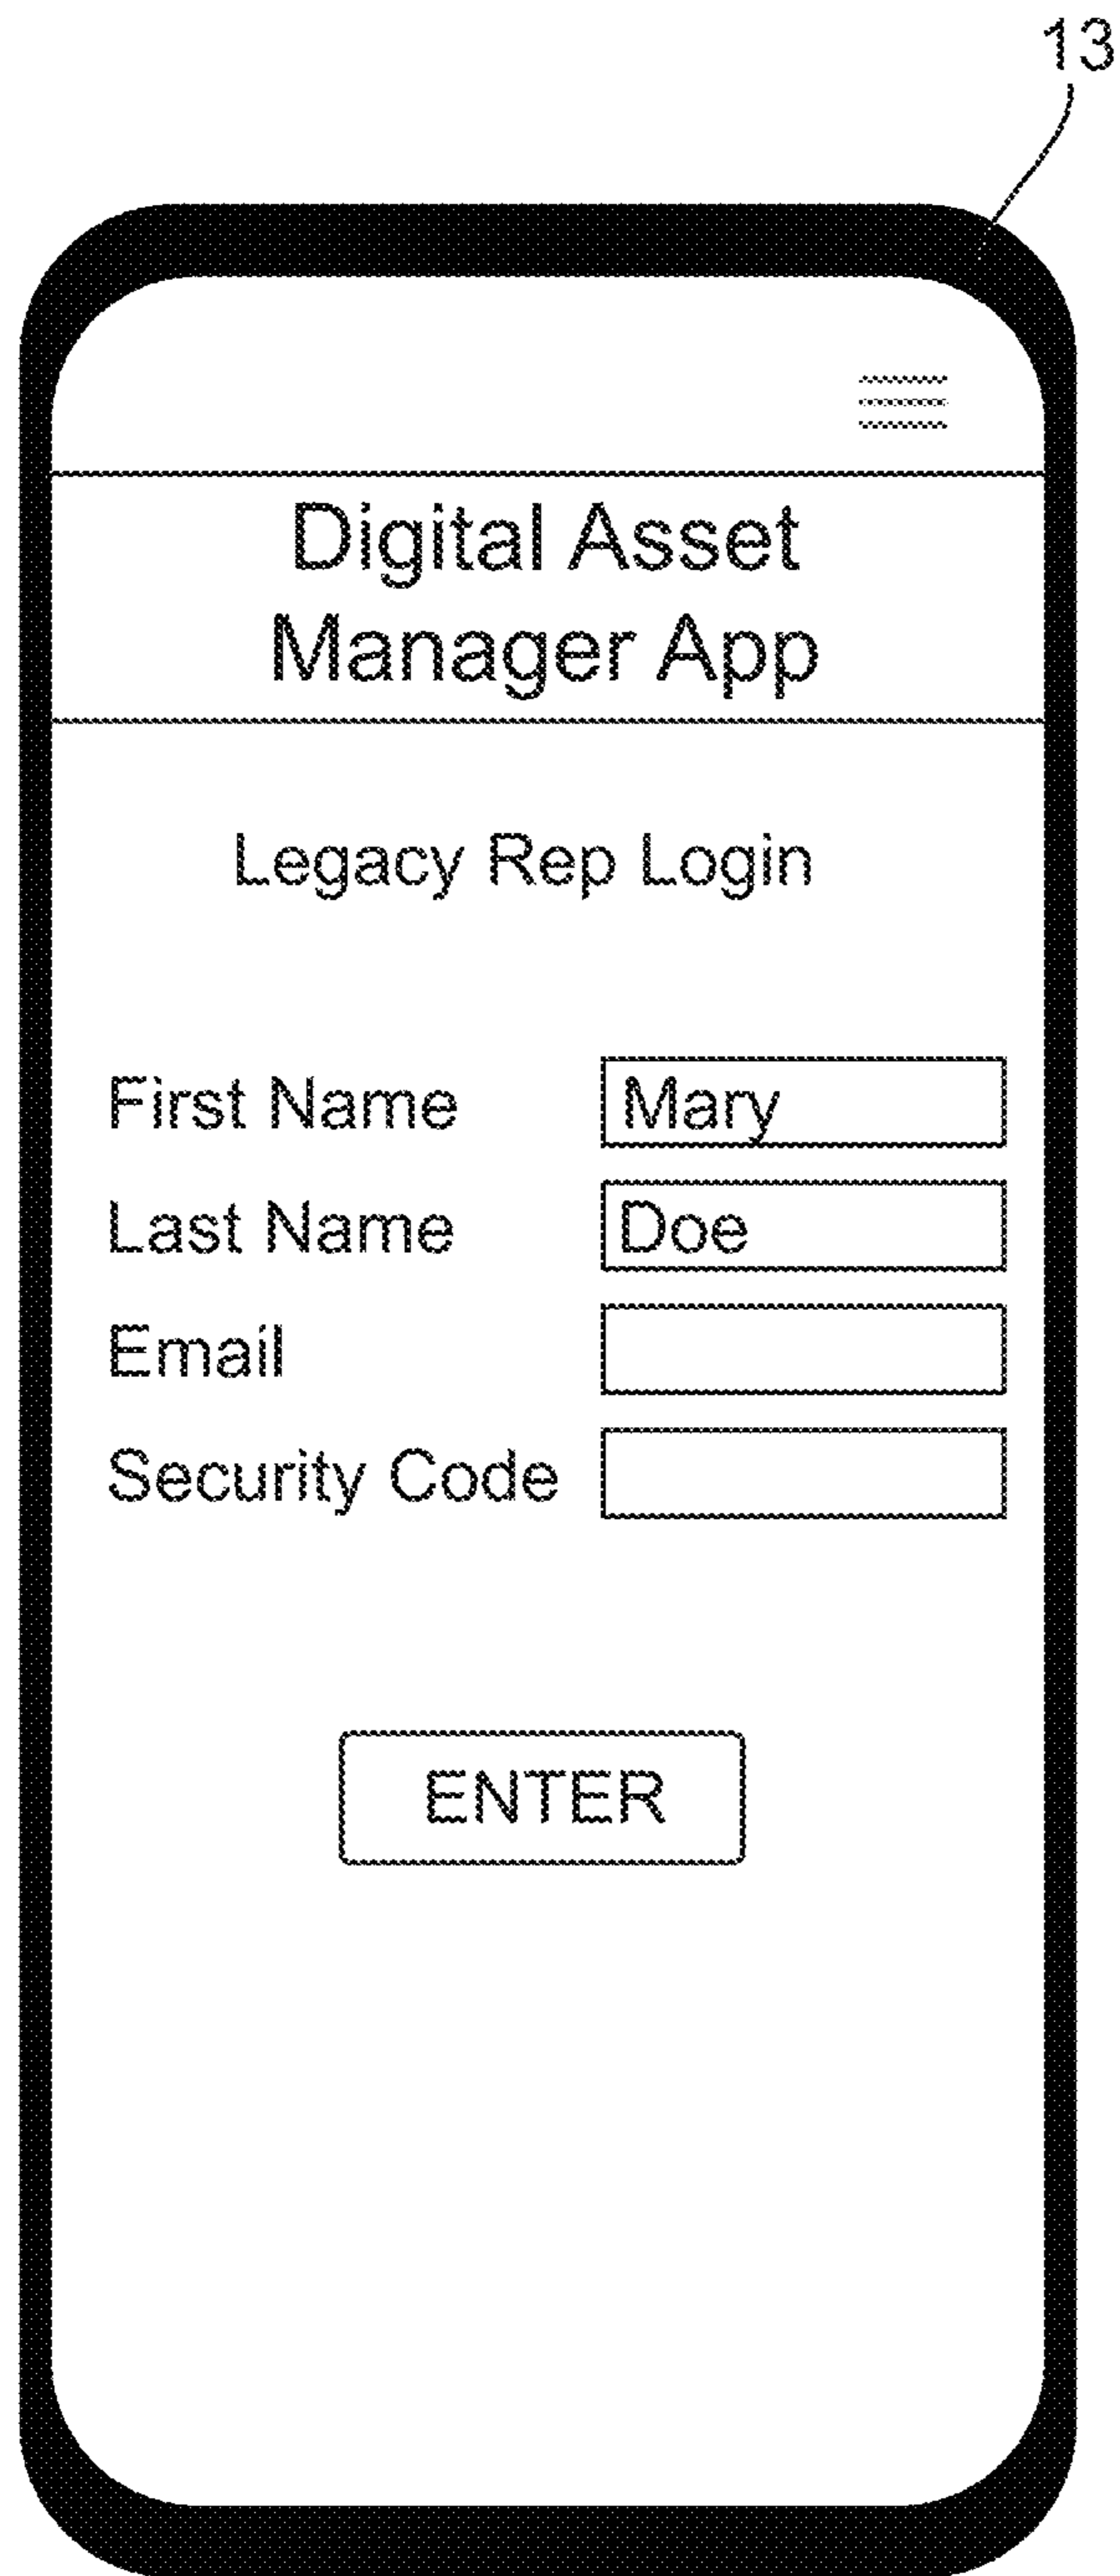 13
Digital Asset
Manager App
Legacy Rep Login
First Name Mary
Last Name Doe
Email
Security Code
ENTER